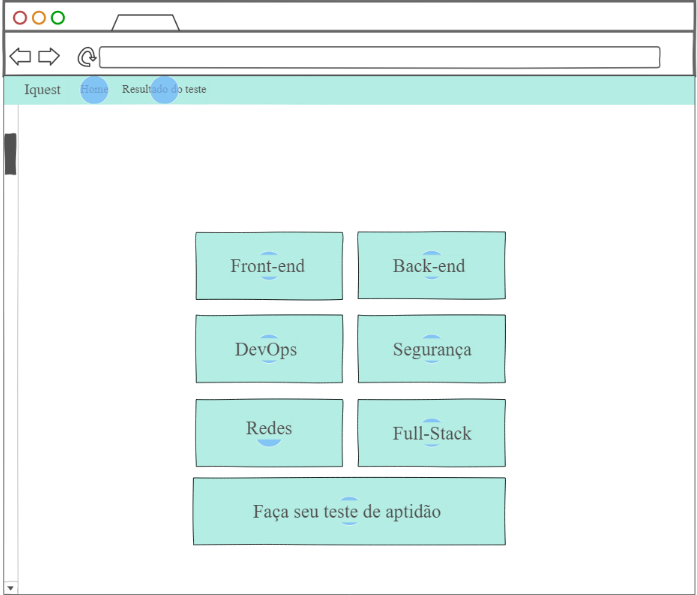 Iquest Home Resultado do teste
Front-end Back-end
DevOps Segurança
Redes Full-Stack
Faça seu teste de aptidão